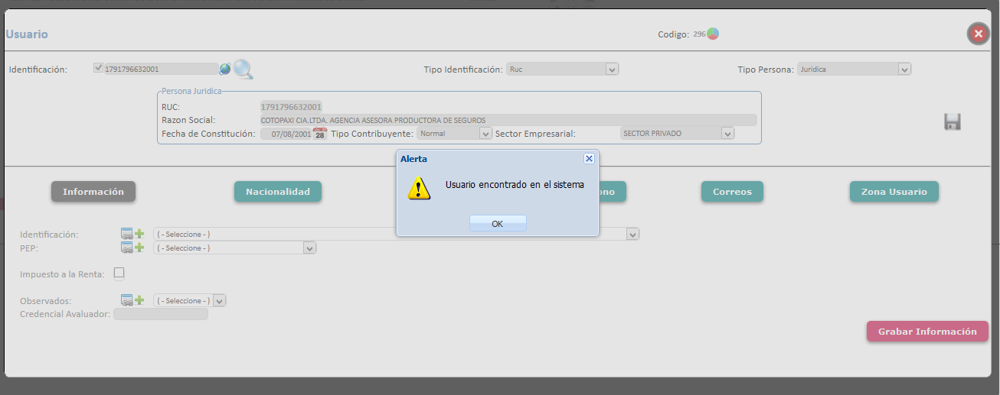 Usuario
Codigo: 296
Identificación: 1791796632001 Tipo Identificación: Ruc Tipo Persona: Juridica
Persona Juridica
RUC: 1791796632001
Razon Social: COTOPAXI CIA.LTDA. AGENCIA ASESORA PRODUCTORA DE SEGUROS
Fecha de Constitución: 07/08/2001 28 Tipo Contribuyente: Normal Sector Empresarial: SECTOR PRIVADO
Alerta
Usuario encontrado en el sistema
OK
Información Nacionalidad Correos Zona Usuario
Identificación: ( - Seleccione - )
PEP: ( - Seleccione - )
Impuesto a la Renta:
Observados: ( - Seleccione - )
Credencial Avaluador:
Grabar Información